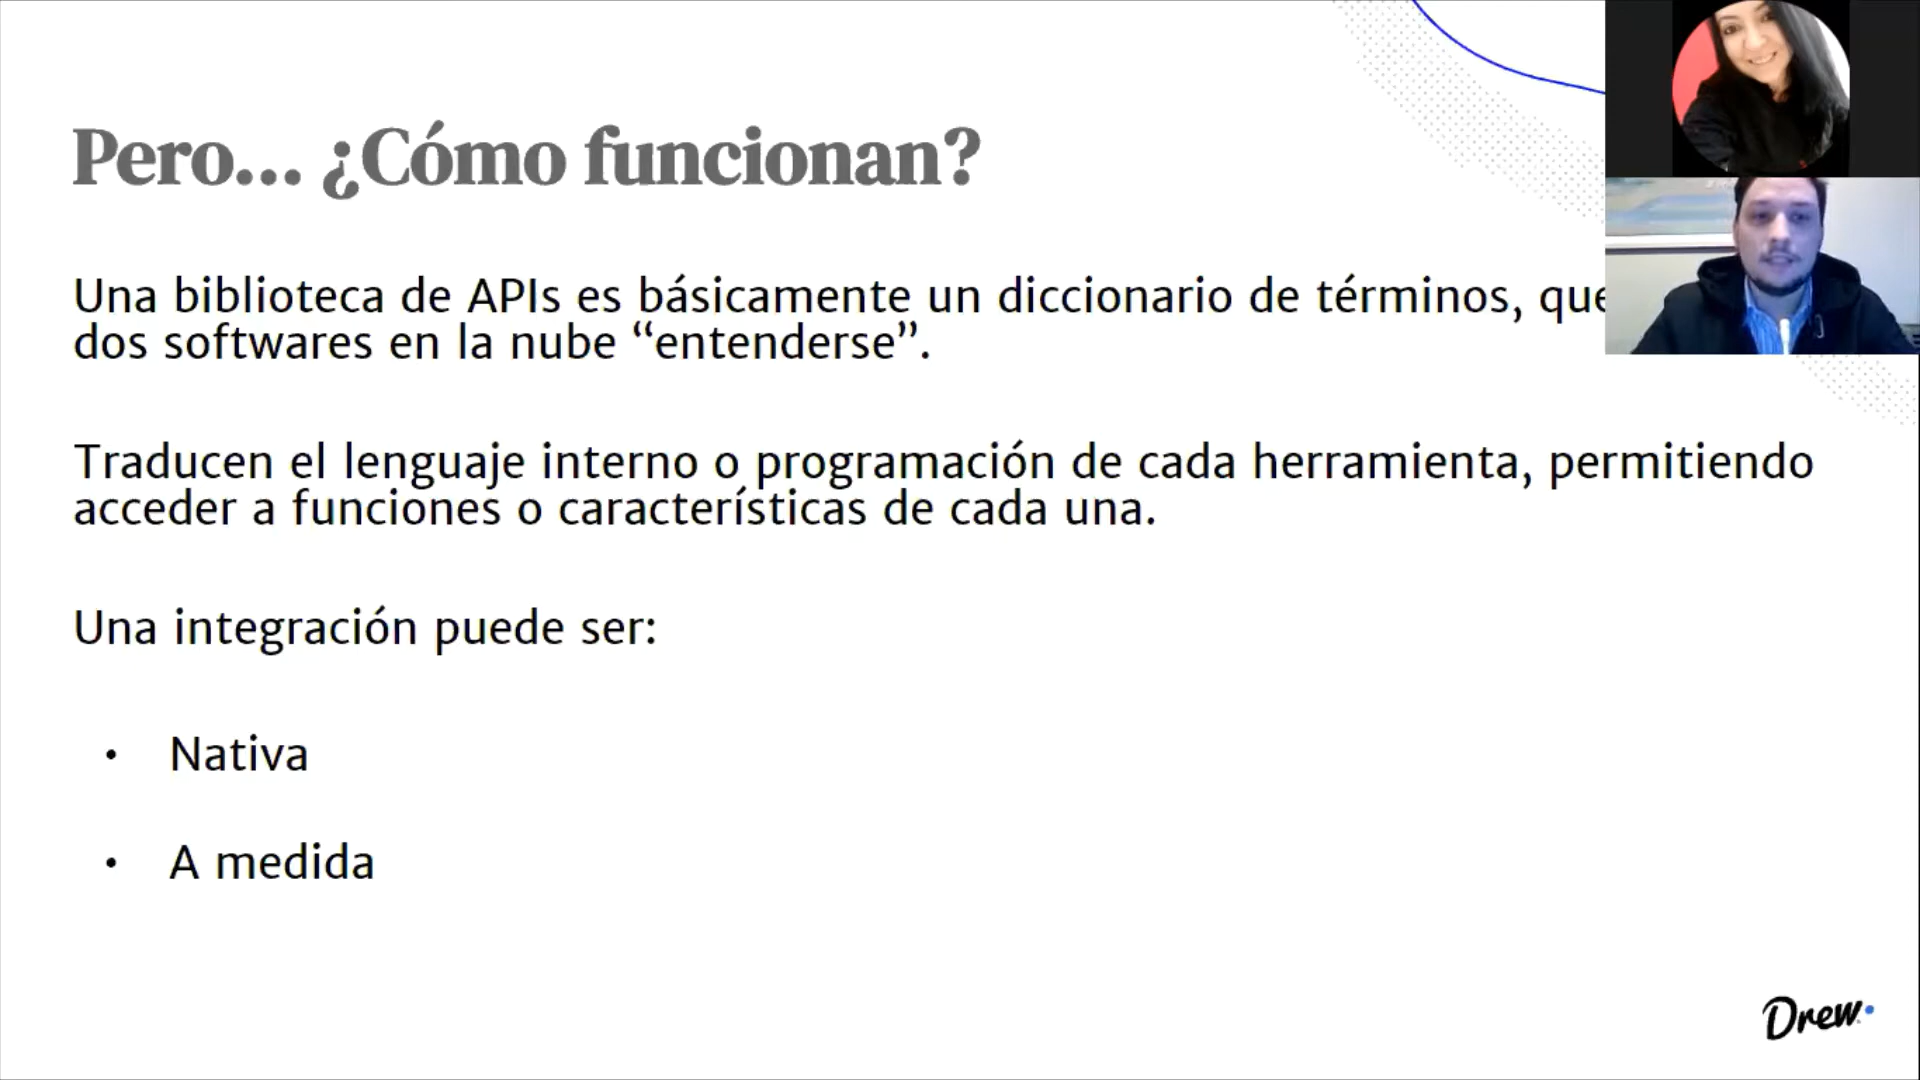 Pero... ¿Cómo funcionan?
Una biblioteca de APIs es básicamente un diccionario de términos, que
dos softwares en la nube “entenderse”.
Traducen el lenguaje interno o programación de cada herramienta, permitiendo
acceder a funciones o características de cada una.
Una integración puede ser:
• Nativa
• A medida
Drew